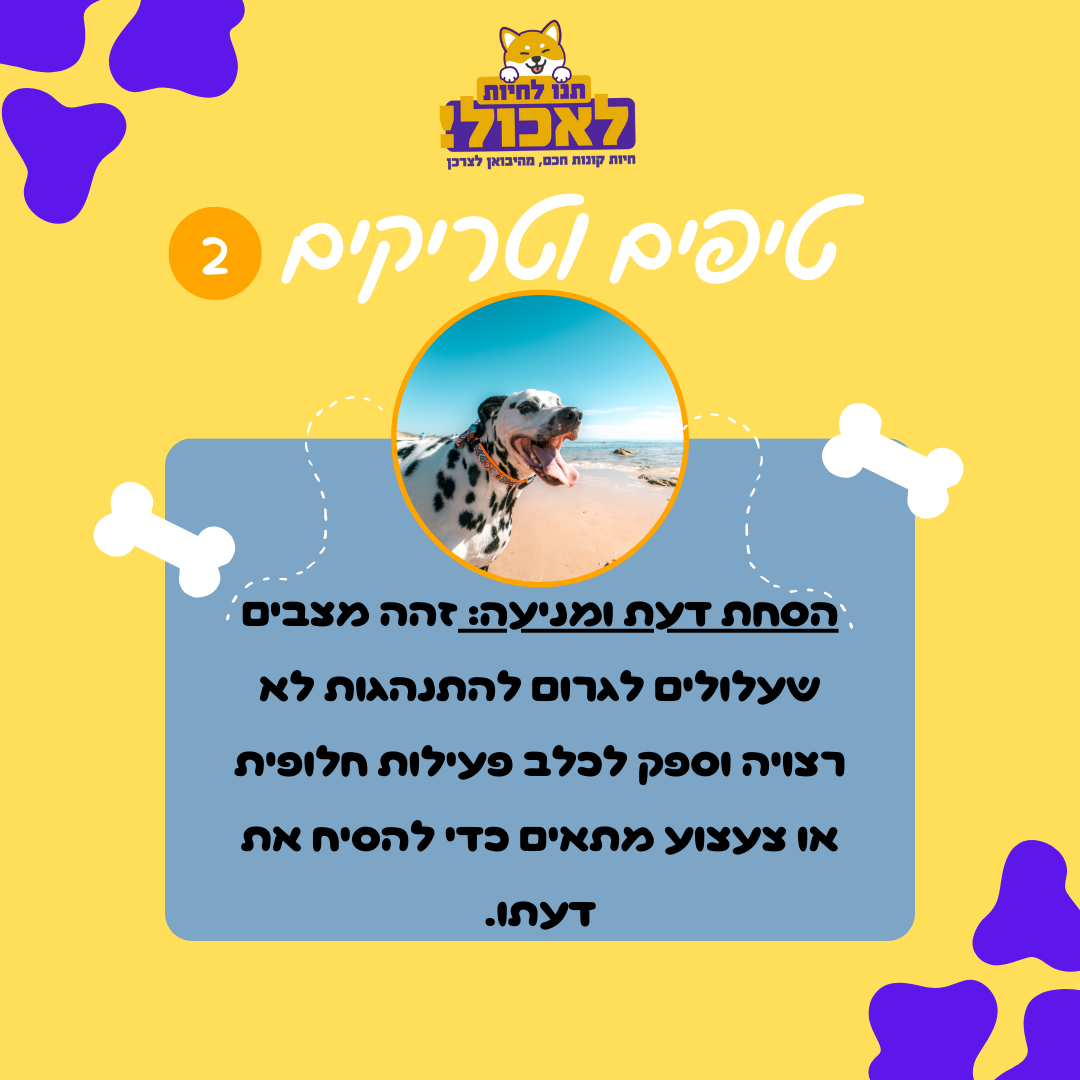 תנו לחיות
לאכול!
חיות קונות חכם, מהיבואן לצרכן
טיפים וטריקים 2
הסחת דעת ומניעה: זהה מצבים
שעלולים לגרום להתנהגות לא
רצויה וספק לכלב פעילות חלופית
או צעצוע מתאים כדי להסיח את
דעתו.